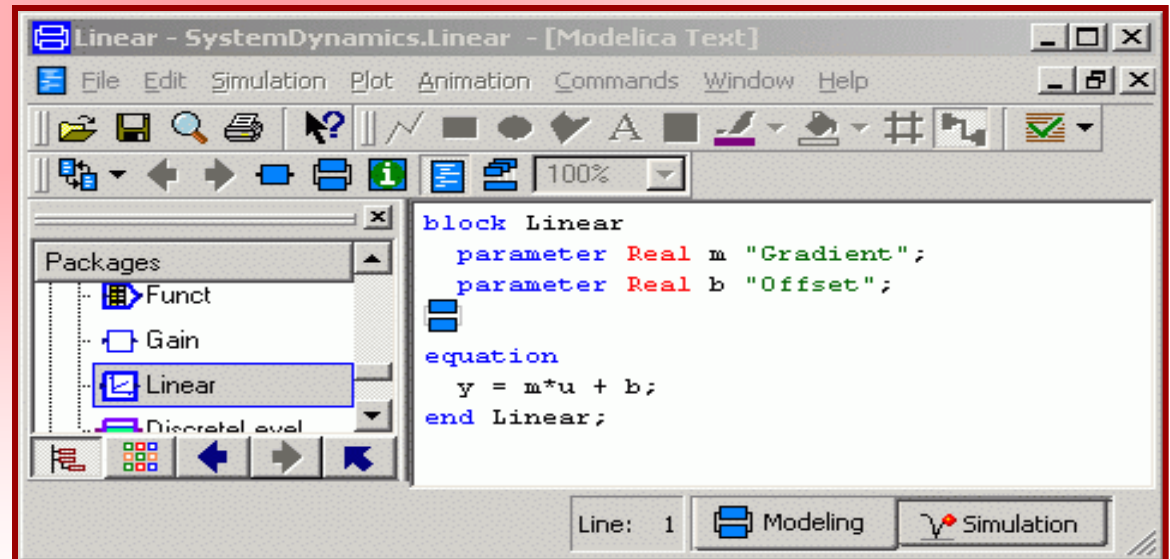 Linear - SystemDynamics.Linear - [Modelica Text]
File Edit Simulation Plot Animation Commands Window Help
100%
Packages
Funct
Gain
Linear
DiscreteLevel
block Linear
parameter Real m "Gradient";
parameter Real b "Offset";
equation
y = m*u + b;
end Linear;
Line: 1 Modeling Simulation